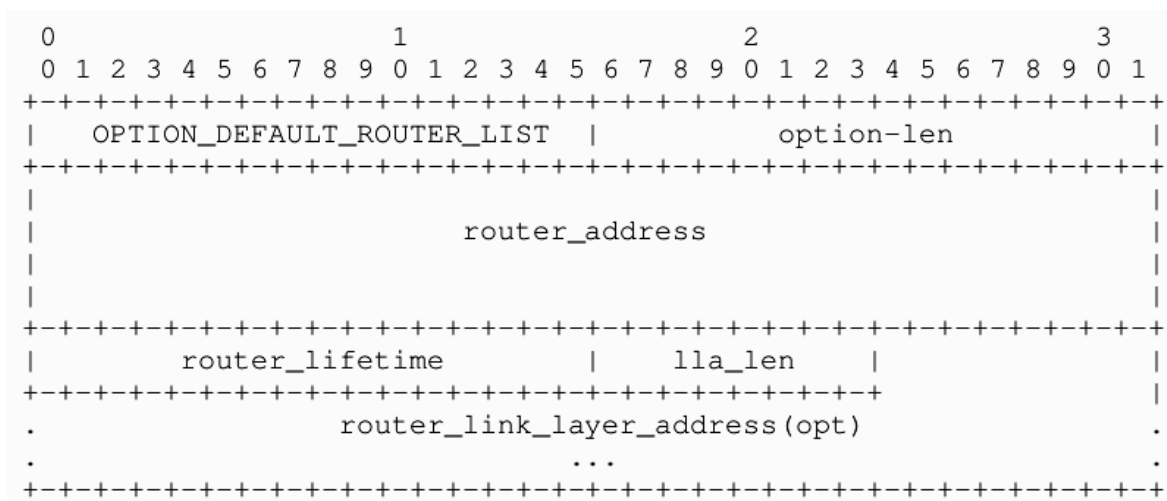 0                   1                   2                   3
 0 1 2 3 4 5 6 7 8 9 0 1 2 3 4 5 6 7 8 9 0 1 2 3 4 5 6 7 8 9 0 1
+-+-+-+-+-+-+-+-+-+-+-+-+-+-+-+-+-+-+-+-+-+-+-+-+-+-+-+-+-+-+-+-+
|   OPTION_DEFAULT_ROUTER_LIST  |          option-len           |
+-+-+-+-+-+-+-+-+-+-+-+-+-+-+-+-+-+-+-+-+-+-+-+-+-+-+-+-+-+-+-+-+
|                                                               |
|                        router_address                         |
|                                                               |
|                                                               |
+-+-+-+-+-+-+-+-+-+-+-+-+-+-+-+-+-+-+-+-+-+-+-+-+-+-+-+-+-+-+-+-+
|        router_lifetime        |    lla_len    |               |
+-+-+-+-+-+-+-+-+-+-+-+-+-+-+-+-+-+-+-+-+-+-+-+-+               |
.                 router_link_layer_address(opt)                .
.                              ...                              .
+-+-+-+-+-+-+-+-+-+-+-+-+-+-+-+-+-+-+-+-+-+-+-+-+-+-+-+-+-+-+-+-+